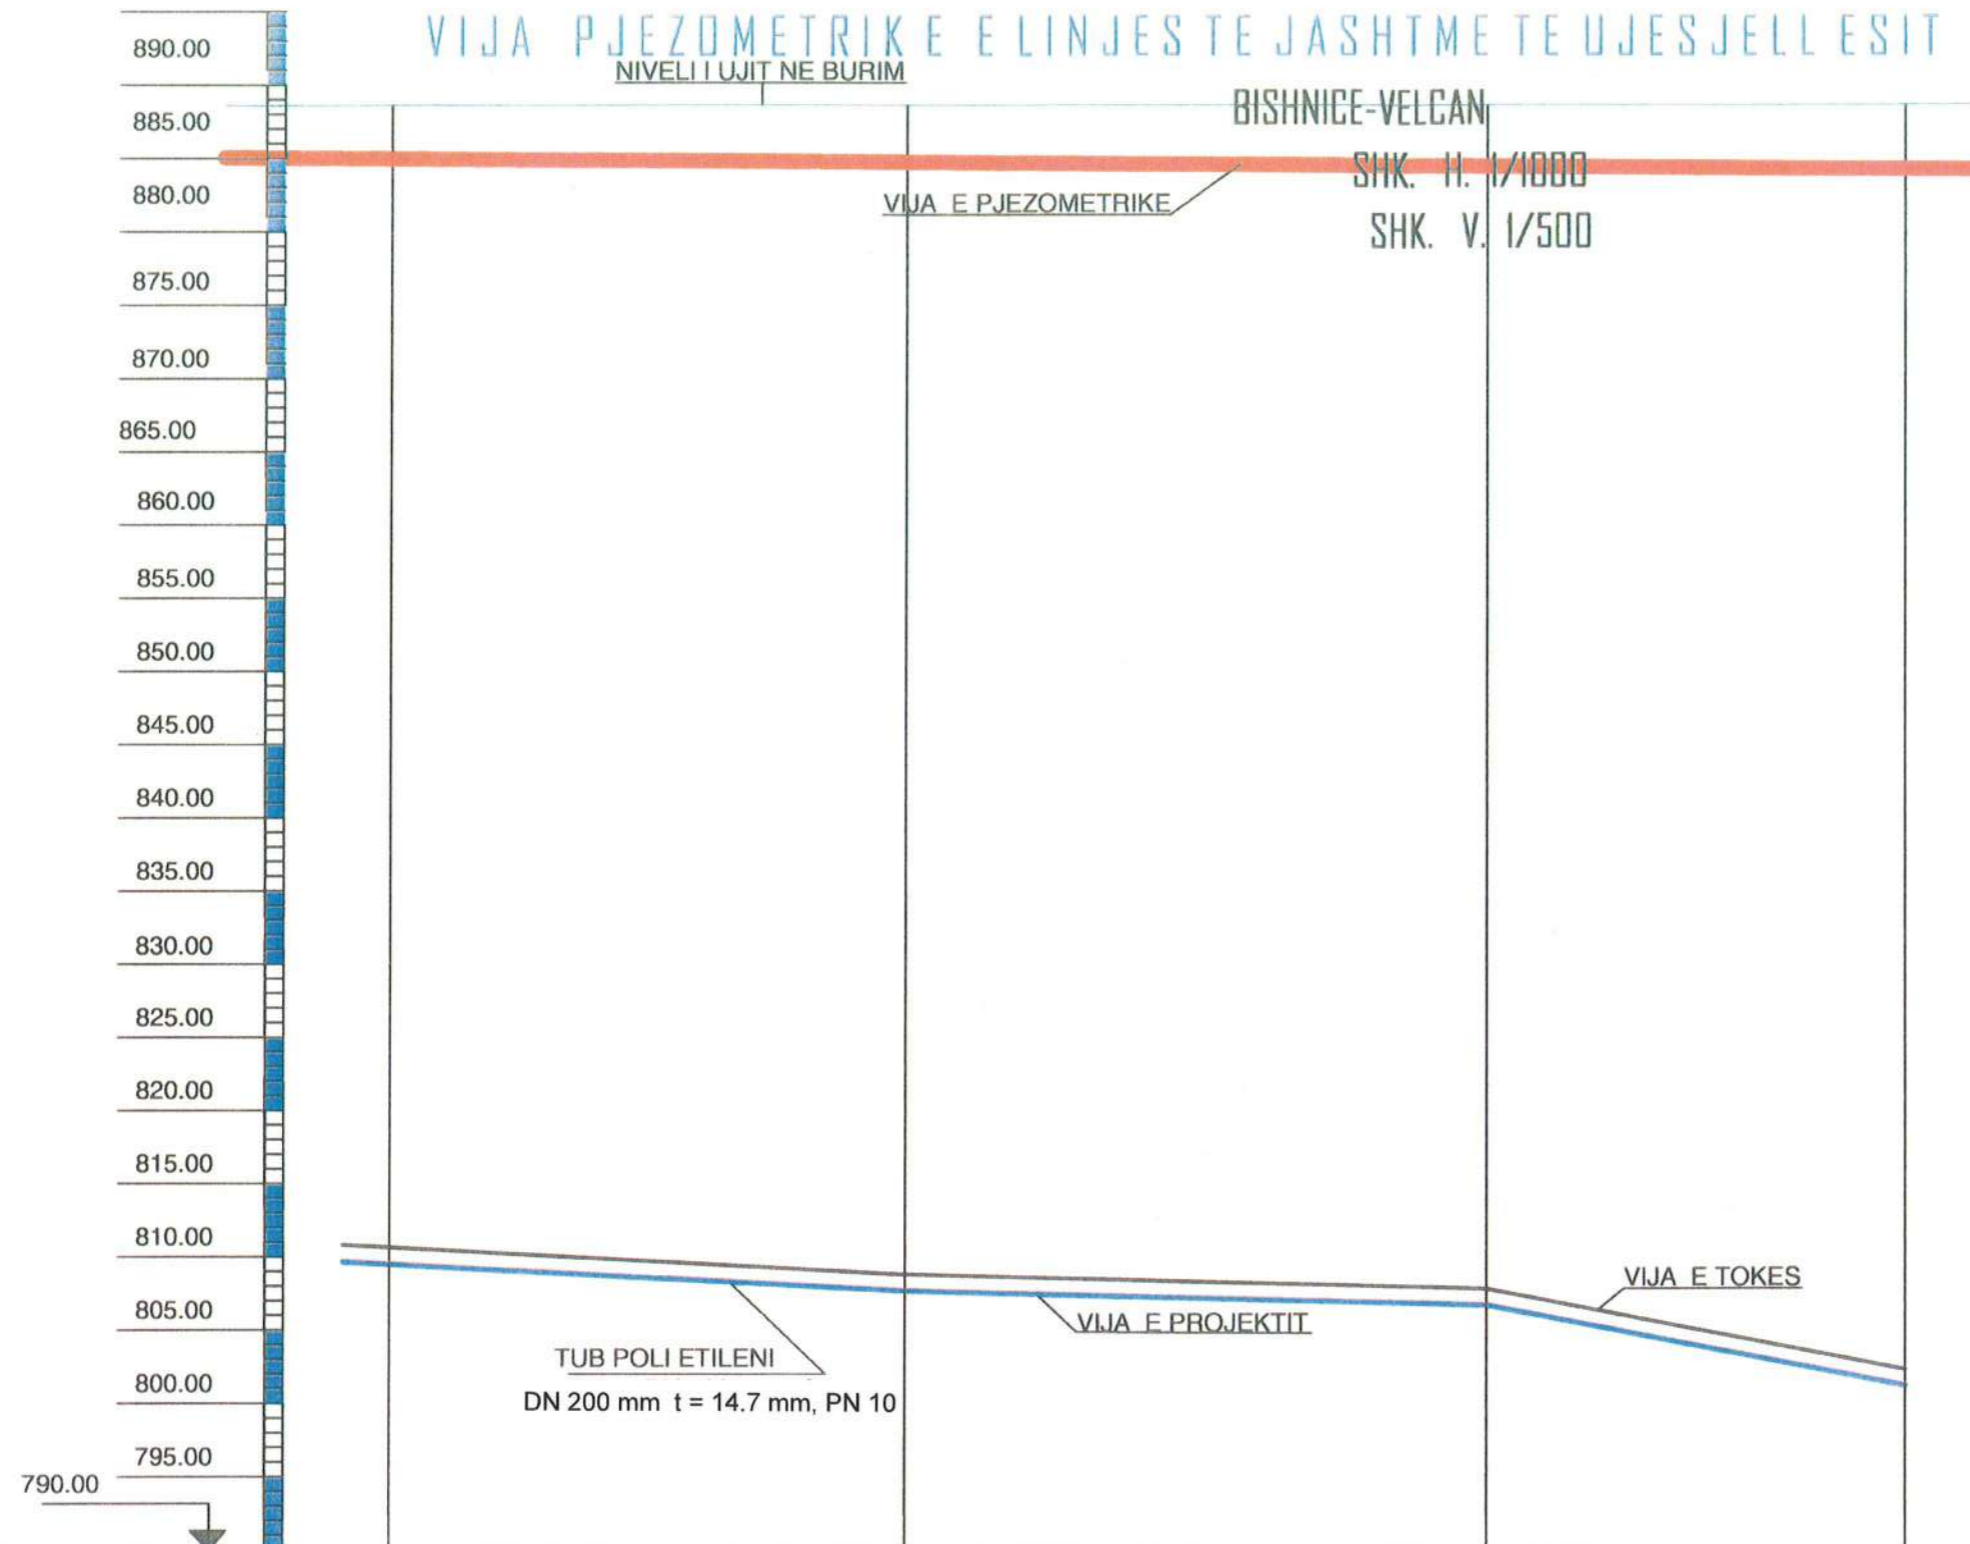 VIJA PJEZOMETRIKE E LINJES TE JASHTME TE UJESJELLESIT
NIVELI I UJIT NE BURIM
BISHNICE-VELCAN
SHK. H. 1/1000
SHK. V. 1/500
VIJA E PJEZOMETRIKE
890.00
885.00
880.00
875.00
870.00
865.00
860.00
855.00
850.00
845.00
840.00
835.00
830.00
825.00
820.00
815.00
810.00
805.00
800.00
795.00
790.00
VIJA E TOKES
VIJA E PROJEKTIT
TUB POLI ETILENI
DN 200 mm t = 14.7 mm, PN 10